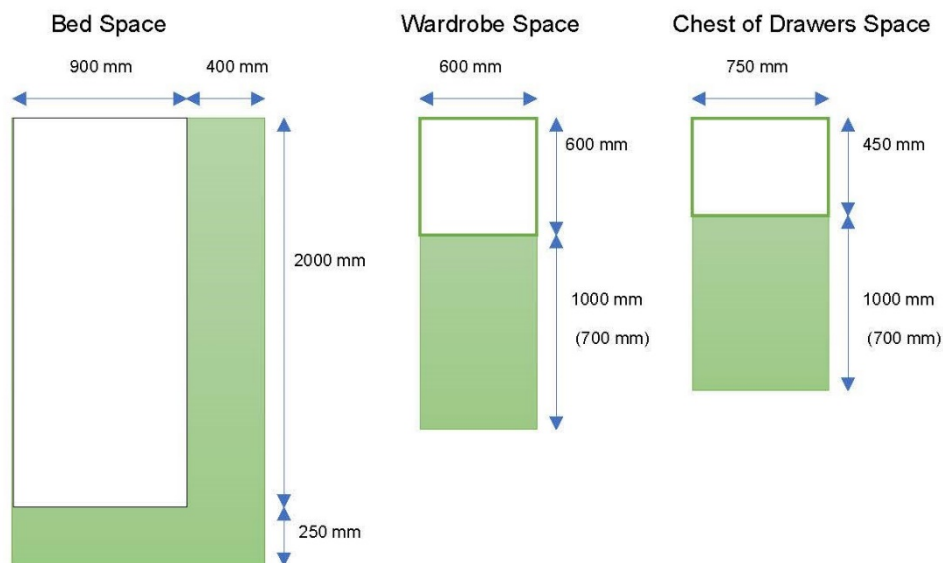 Bed Space
Wardrobe Space
Chest of Drawers Space
900 mm
400 mm
600 mm
750 mm
600 mm
450 mm
2000 mm
1000 mm
(700 mm)
1000 mm
(700 mm)
250 mm